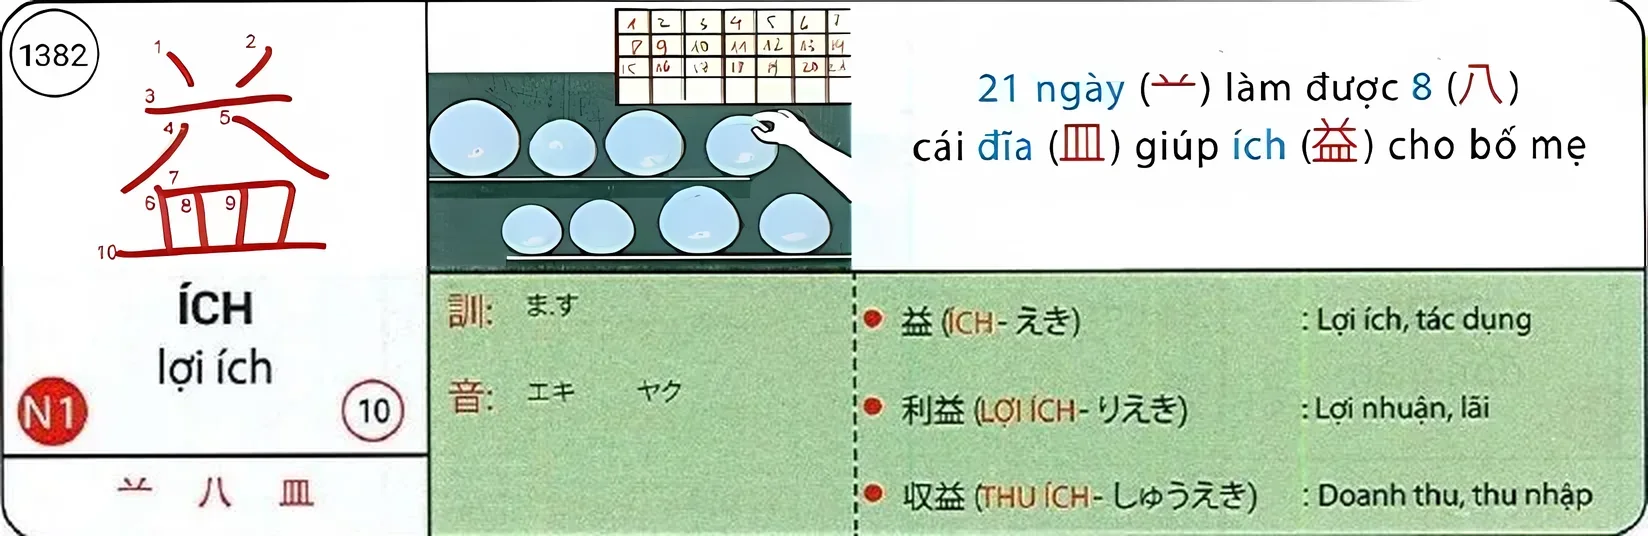 1382
1 2
3
4 5
7
6 8 9
10
益
ÍCH
lợi ích
N1
10
䒑 八 皿
1 2 3 4 5 6 7
8 9 10 11 12 13 14
15 16 17 18 19 20 21
21 ngày (䒑) làm được 8 (八)
cái đĩa (皿) giúp ích (益) cho bố mẹ
訓: ま.す
音: エキ ヤク
益 (ÍCH- えき) : Lợi ích, tác dụng
利益 (LỢI ÍCH- りえき) : Lợi nhuận, lãi
収益 (THU ÍCH- しゅうえき) : Doanh thu, thu nhập